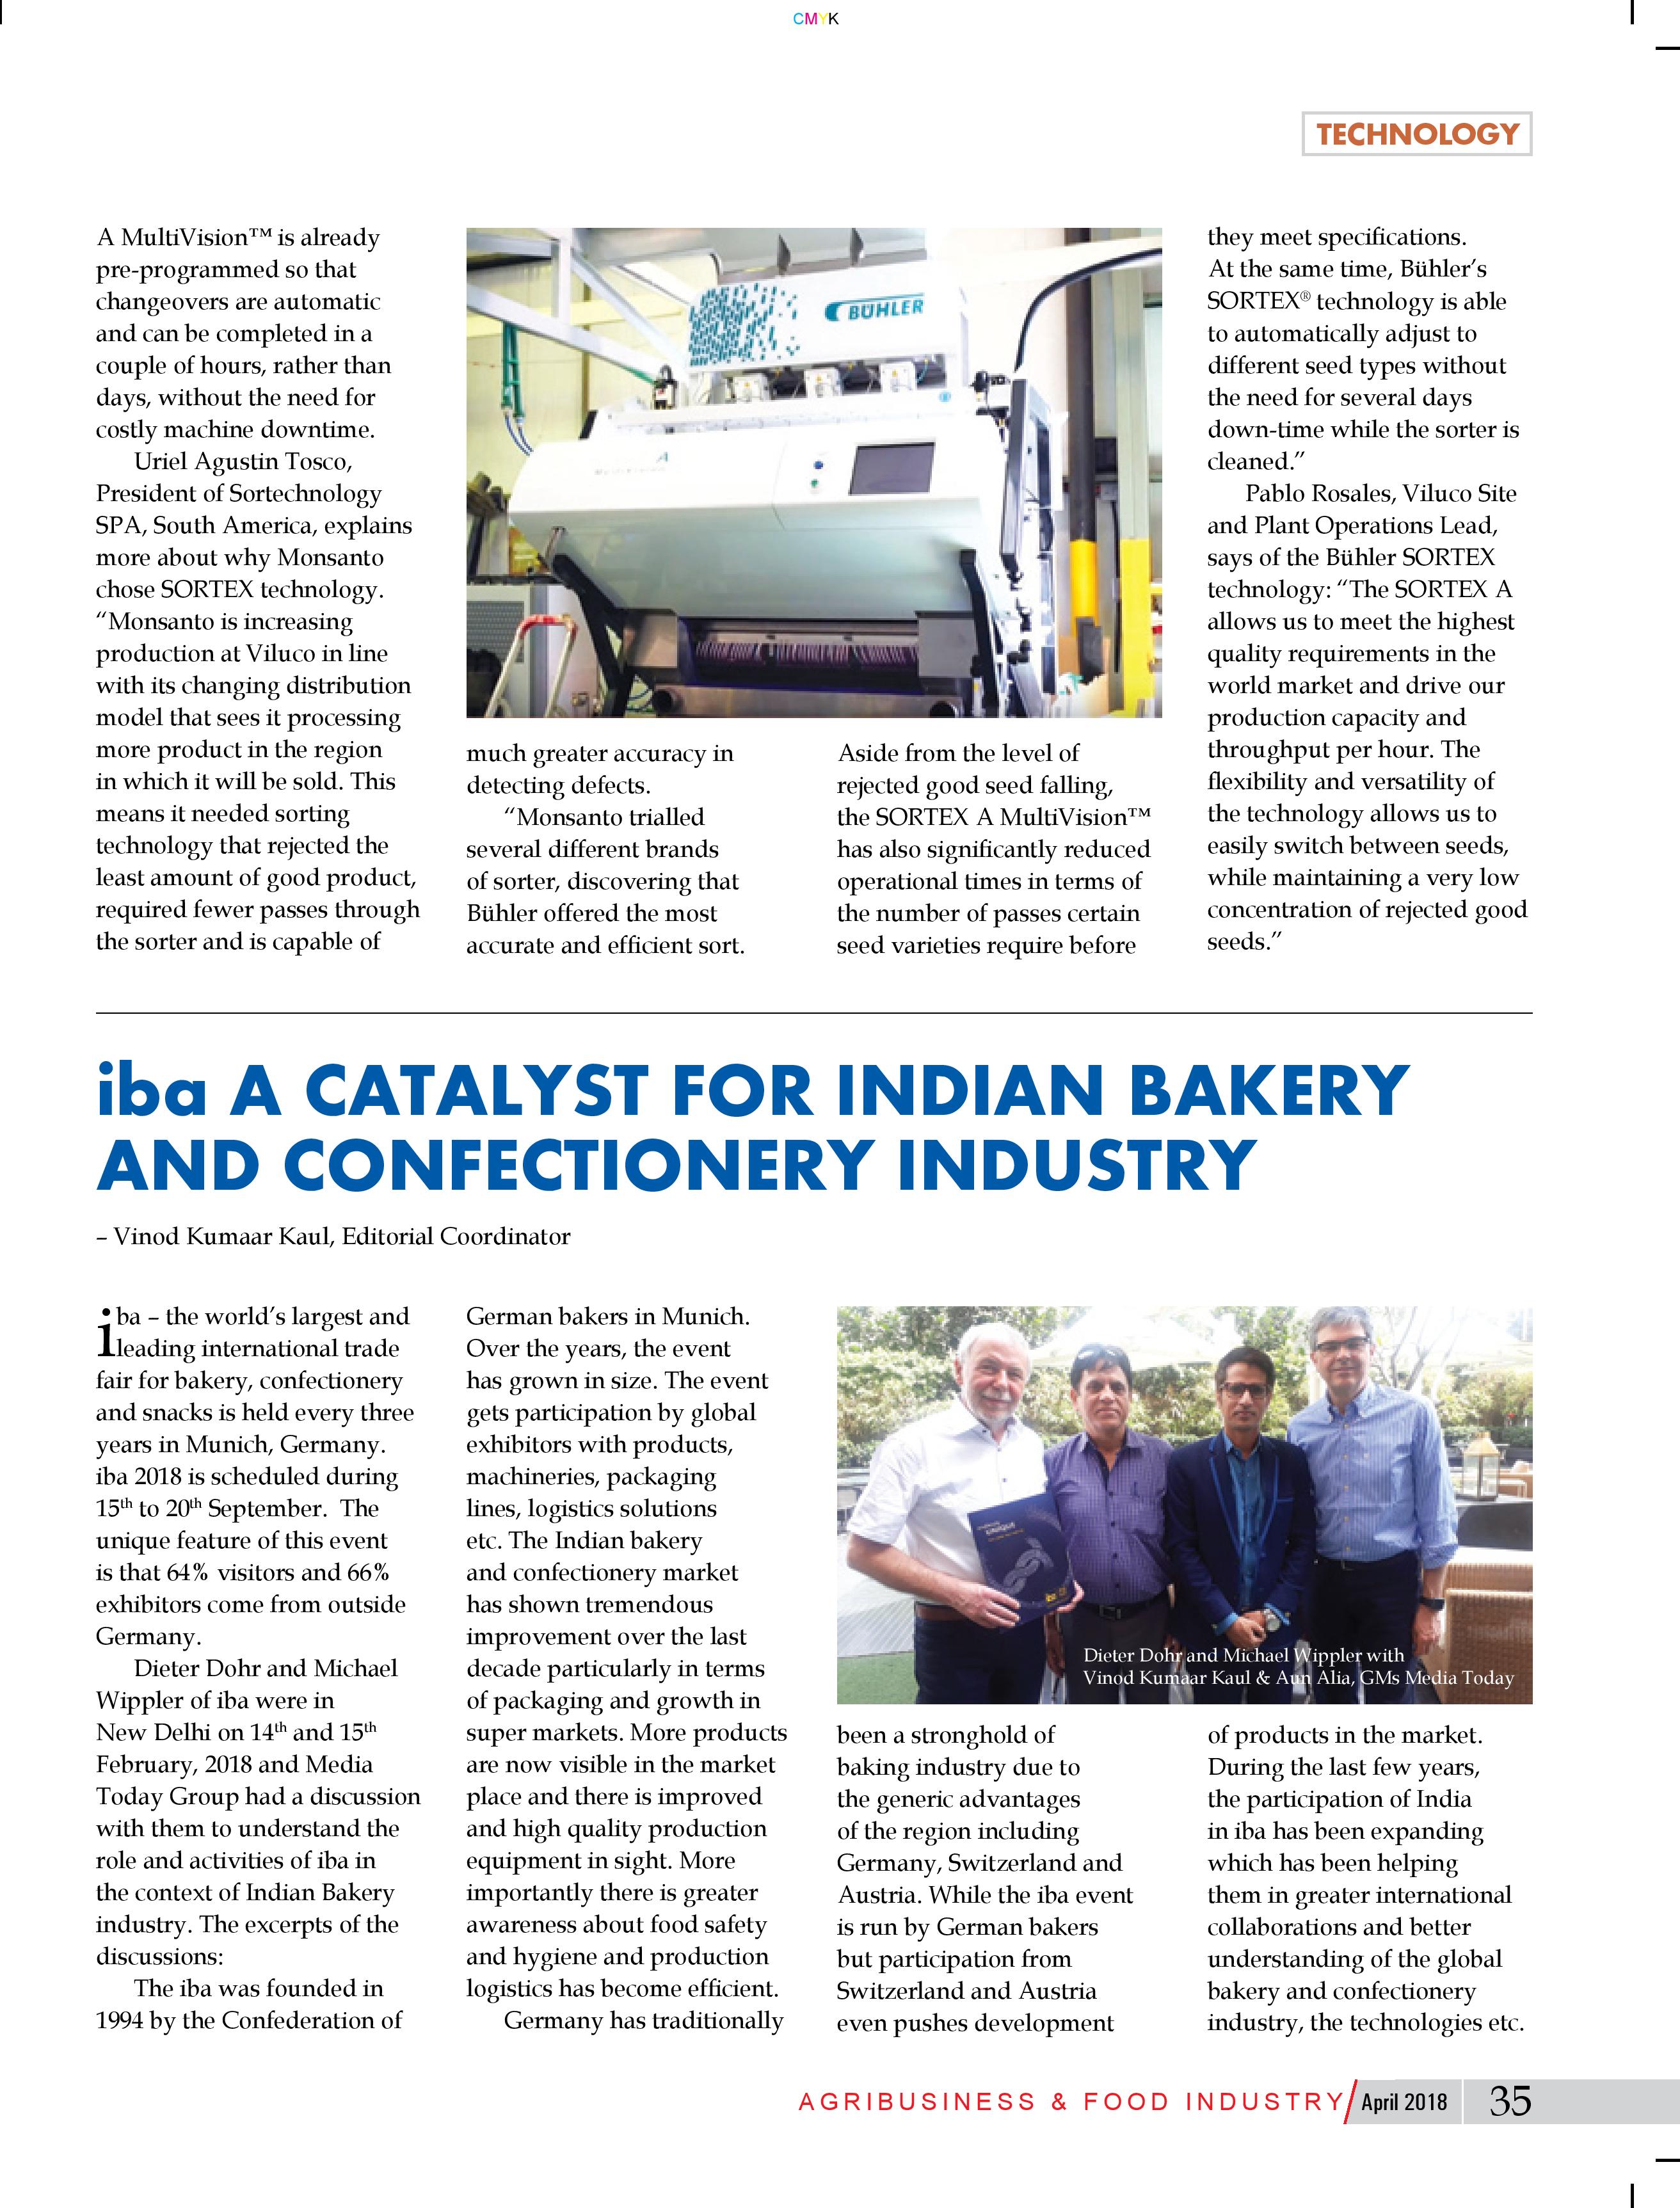 CMYK
TECHNOLOGY
A MultiVision™ is already
pre-programmed so that
changeovers are automatic
and can be completed in a
couple of hours, rather than
days, without the need for
costly machine downtime.
Uriel Agustin Tosco,
President of Sortechnology
SPA, South America, explains
more about why Monsanto
chose SORTEX technology.
“Monsanto is increasing
production at Viluco in line
with its changing distribution
model that sees it processing
more product in the region
in which it will be sold. This
means it needed sorting
technology that rejected the
least amount of good product,
required fewer passes through
the sorter and is capable of
BÜHLER
much greater accuracy in
detecting defects.
“Monsanto trialled
several different brands
of sorter, discovering that
Bühler offered the most
accurate and efficient sort.
Aside from the level of
rejected good seed falling,
the SORTEX A MultiVision™
has also significantly reduced
operational times in terms of
the number of passes certain
seed varieties require before
they meet specifications.
At the same time, Bühler’s
SORTEX® technology is able
to automatically adjust to
different seed types without
the need for several days
down-time while the sorter is
cleaned.”
Pablo Rosales, Viluco Site
and Plant Operations Lead,
says of the Bühler SORTEX
technology: “The SORTEX A
allows us to meet the highest
quality requirements in the
world market and drive our
production capacity and
throughput per hour. The
flexibility and versatility of
the technology allows us to
easily switch between seeds,
while maintaining a very low
concentration of rejected good
seeds.”
iba A CATALYST FOR INDIAN BAKERY
AND CONFECTIONERY INDUSTRY
– Vinod Kumaar Kaul, Editorial Coordinator
iba – the world’s largest and
leading international trade
fair for bakery, confectionery
and snacks is held every three
years in Munich, Germany.
iba 2018 is scheduled during
15th to 20th September. The
unique feature of this event
is that 64% visitors and 66%
exhibitors come from outside
Germany.
Dieter Dohr and Michael
Wippler of iba were in
New Delhi on 14th and 15th
February, 2018 and Media
Today Group had a discussion
with them to understand the
role and activities of iba in
the context of Indian Bakery
industry. The excerpts of the
discussions:
The iba was founded in
1994 by the Confederation of
German bakers in Munich.
Over the years, the event
has grown in size. The event
gets participation by global
exhibitors with products,
machineries, packaging
lines, logistics solutions
etc. The Indian bakery
and confectionery market
has shown tremendous
improvement over the last
decade particularly in terms
of packaging and growth in
super markets. More products
are now visible in the market
place and there is improved
and high quality production
equipment in sight. More
importantly there is greater
awareness about food safety
and hygiene and production
logistics has become efficient.
Germany has traditionally
Dieter Dohr and Michael Wippler with
Vinod Kumaar Kaul & Aun Alia, GMs Media Today
been a stronghold of
baking industry due to
the generic advantages
of the region including
Germany, Switzerland and
Austria. While the iba event
is run by German bakers
but participation from
Switzerland and Austria
even pushes development
of products in the market.
During the last few years,
the participation of India
in iba has been expanding
which has been helping
them in greater international
collaborations and better
understanding of the global
bakery and confectionery
industry, the technologies etc.
AGRIBUSINESS & FOOD INDUSTRY / April 2018 35